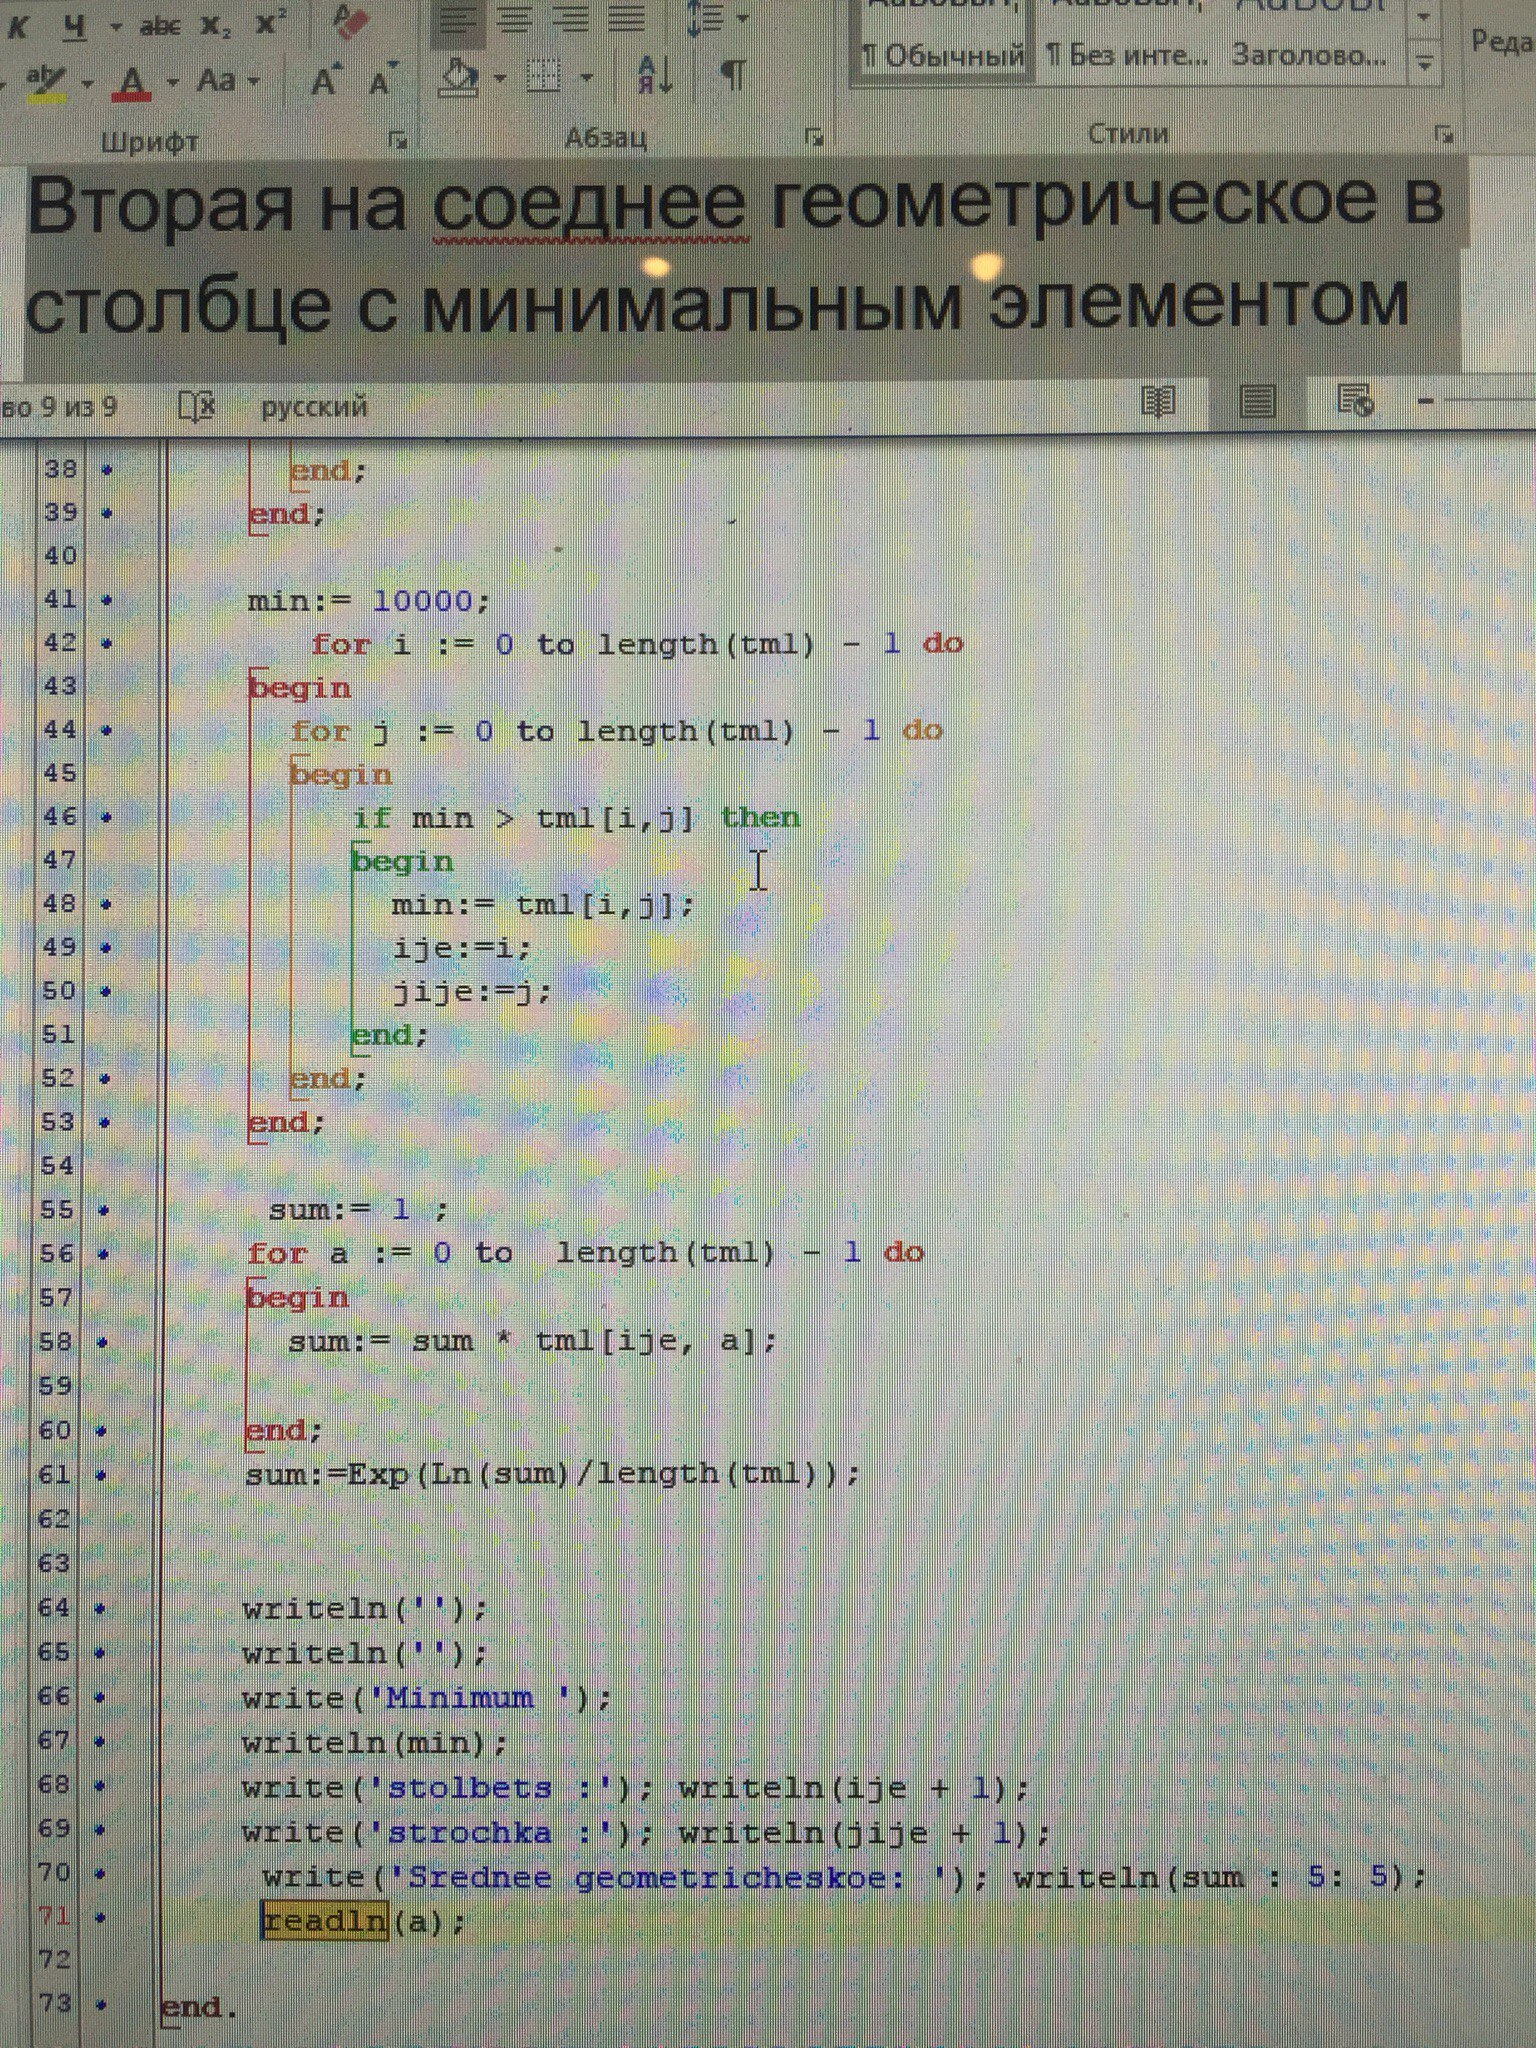 К Ч abc X₂ X²
ab A Aa A A А Я ¶
¶ Обычный ¶ Без инте... Заголово... Реда
Шрифт Абзац Стили
Вторая на соеднее геометрическое в
столбце с минимальным элементом
во 9 из 9 русский
38 end;
39 end;
40
41 min:= 10000;
42 for i := 0 to length(tml) - 1 do
43 begin
44 for j := 0 to length(tml) - 1 do
45 begin
46 if min > tml[i,j] then
47 begin
48 min:= tml[i,j];
49 ije:=i;
50 jije:=j;
51 end;
52 end;
53 end;
54
55 sum:= 1 ;
56 for a := 0 to length(tml) - 1 do
57 begin
58 sum:= sum * tml[ije, a];
59
60 end;
61 sum:=Exp(Ln(sum)/length(tml));
62
63
64 writeln('');
65 writeln('');
66 write('Minimum ');
67 writeln(min);
68 write('stolbets :'); writeln(ije + 1);
69 write('strochka :'); writeln(jije + 1);
70 write('Srednee geometricheskoe: '); writeln(sum : 5: 5);
71 readln(a);
72
73 end.